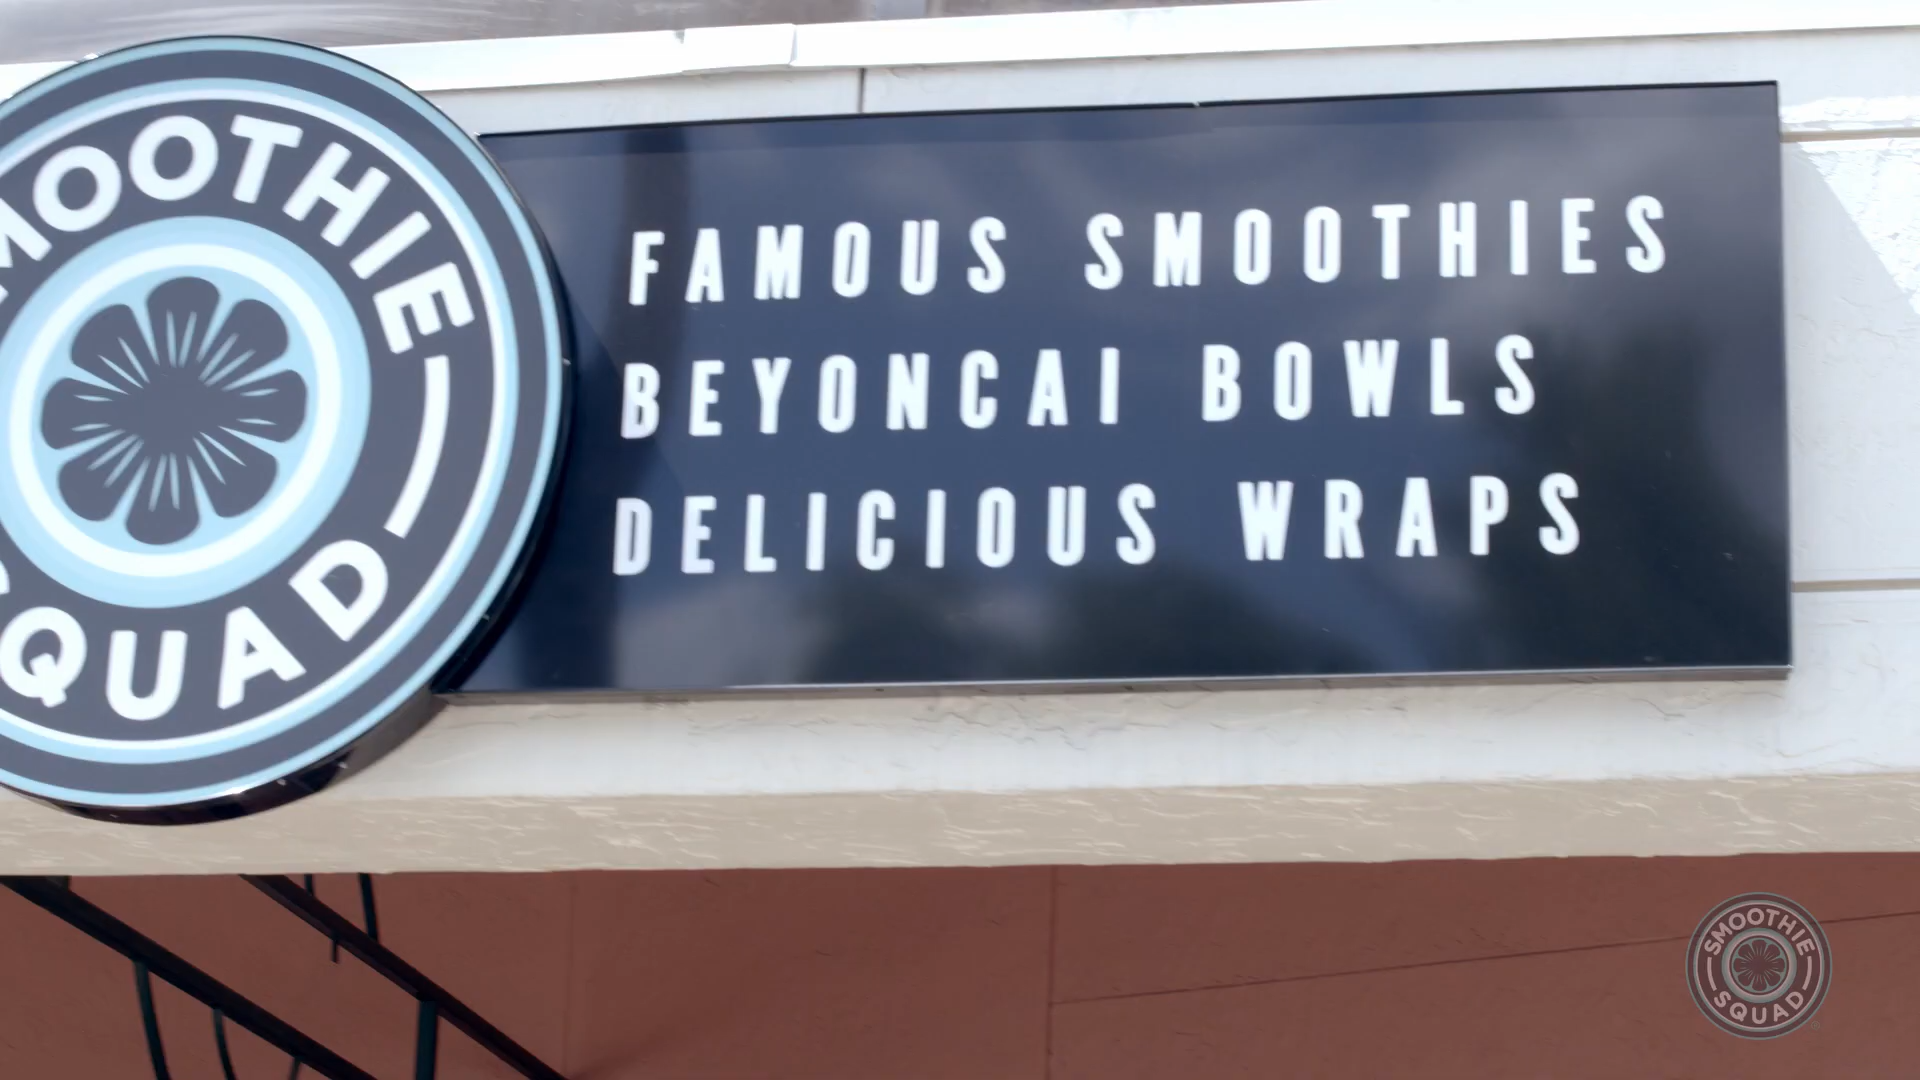 SMOOTHIE
SQUAD
FAMOUS SMOOTHIES
BEYONCAI BOWLS
DELICIOUS WRAPS
SMOOTHIE
SQUAD